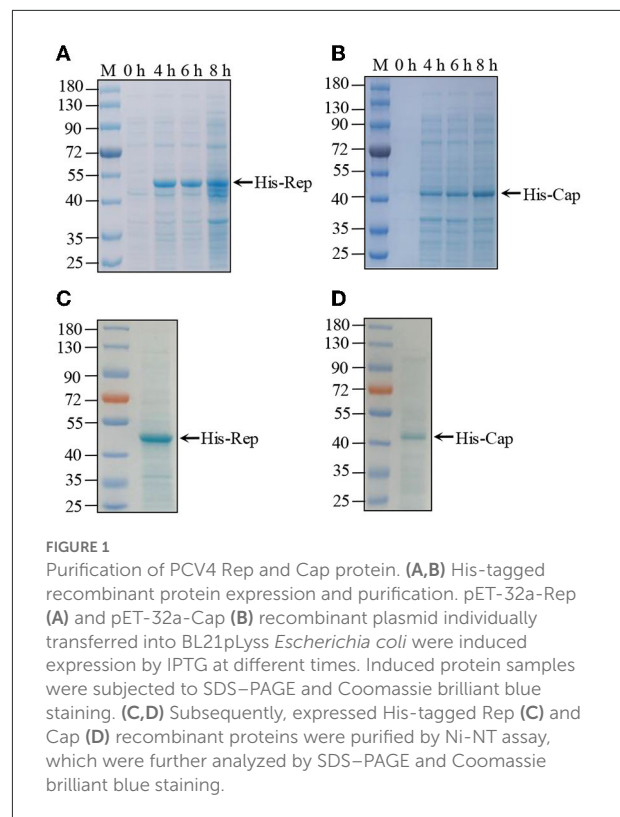 A
M 0 h 4 h 6 h 8 h
180
130
90
72
55
40
35
25
His-Rep
B
M 0 h 4 h 6 h 8 h
180
130
90
72
55
40
35
25
His-Cap
C
180
130
90
72
55
40
35
25
His-Rep
D
180
130
90
72
55
40
35
25
His-Cap
FIGURE 1
Purification of PCV4 Rep and Cap protein. (A,B) His-tagged
recombinant protein expression and purification. pET-32a-Rep
(A) and pET-32a-Cap (B) recombinant plasmid individually
transferred into BL21pLyss Escherichia coli were induced
expression by IPTG at different times. Induced protein samples
were subjected to SDS–PAGE and Coomassie brilliant blue
staining. (C,D) Subsequently, expressed His-tagged Rep (C) and
Cap (D) recombinant proteins were purified by Ni-NT assay,
which were further analyzed by SDS–PAGE and Coomassie
brilliant blue staining.